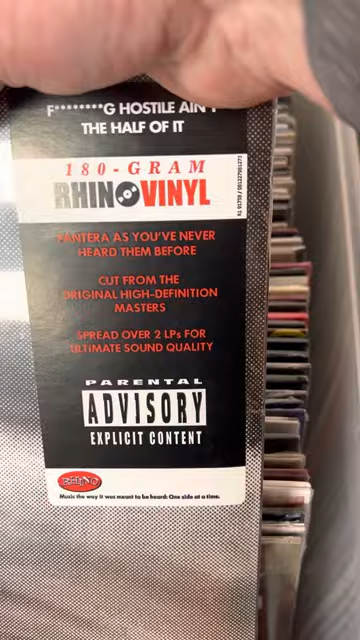 F********G HOSTILE AIN'T
THE HALF OF IT
180-GRAM
RHINO VINYL
PANTERA AS YOU'VE NEVER
HEARD THEM BEFORE
CUT FROM THE
ORIGINAL HIGH-DEFINITION
MASTERS
SPREAD OVER 2 LPs FOR
ULTIMATE SOUND QUALITY
PARENTAL
ADVISORY
EXPLICIT CONTENT
RHINO
Music the way it was meant to be heard: One side at a time.